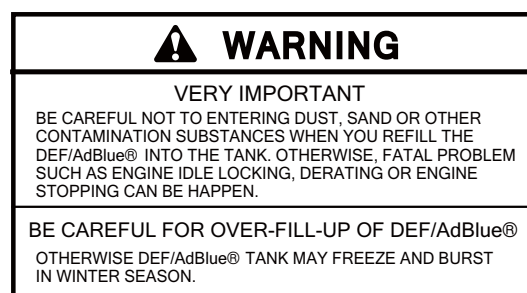 WARNING
VERY IMPORTANT
BE CAREFUL NOT TO ENTERING DUST, SAND OR OTHER
CONTAMINATION SUBSTANCES WHEN YOU REFILL THE
DEF/AdBlue® INTO THE TANK. OTHERWISE, FATAL PROBLEM
SUCH AS ENGINE IDLE LOCKING, DERATING OR ENGINE
STOPPING CAN BE HAPPEN.
BE CAREFUL FOR OVER-FILL-UP OF DEF/AdBlue®
OTHERWISE DEF/AdBlue® TANK MAY FREEZE AND BURST
IN WINTER SEASON.